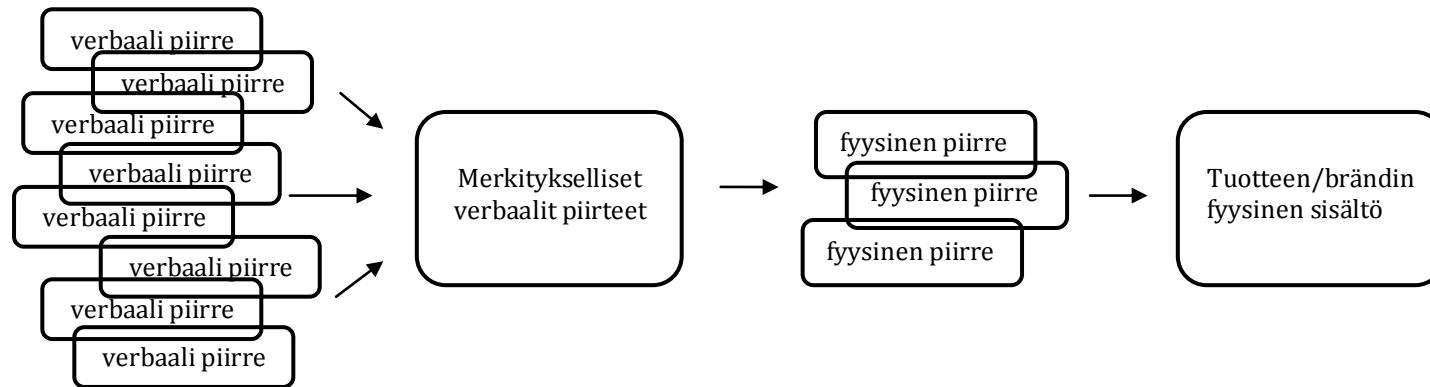 verbaali piirre
verbaali piirre
verbaali piirre
verbaali piirre
verbaali piirre
verbaali piirre
verbaali piirre
verbaali piirre
Merkitykselliset
verbaalit piirteet
fyysinen piirre
fyysinen piirre
fyysinen piirre
Tuotteen/brändin
fyysinen sisältö